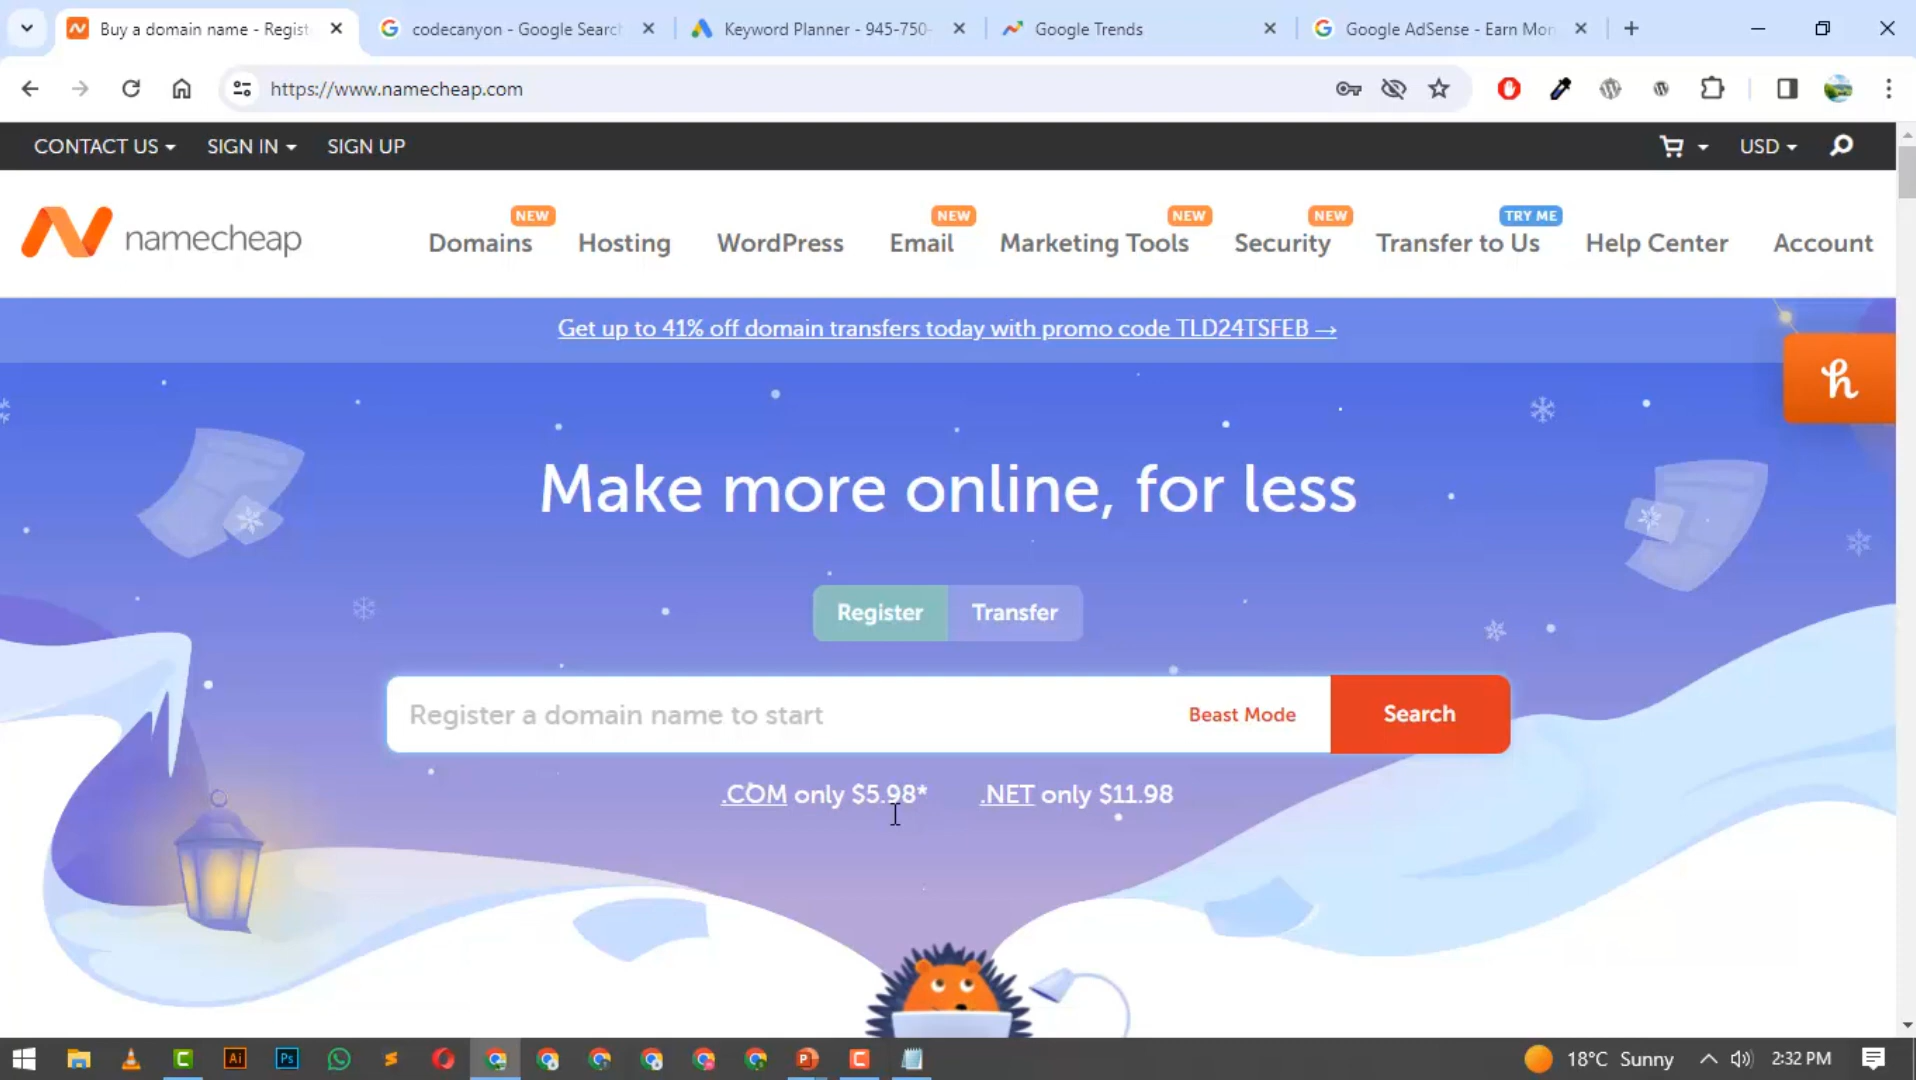 Buy a domain name - Regist
codecanyon - Google Search
Keyword Planner - 945-750-
Google Trends
Google AdSense - Earn Mon
https://www.namecheap.com
CONTACT US
SIGN IN
SIGN UP
USD
namecheap
Domains
NEW
Hosting
WordPress
Email
NEW
Marketing Tools
NEW
Security
NEW
Transfer to Us
TRY ME
Help Center
Account
Get up to 41% off domain transfers today with promo code TLD24TSFEB →
Make more online, for less
Register
Transfer
Register a domain name to start
Beast Mode
Search
.COM only $5.98*
.NET only $11.98
Ai
Ps
18°C Sunny
2:32 PM